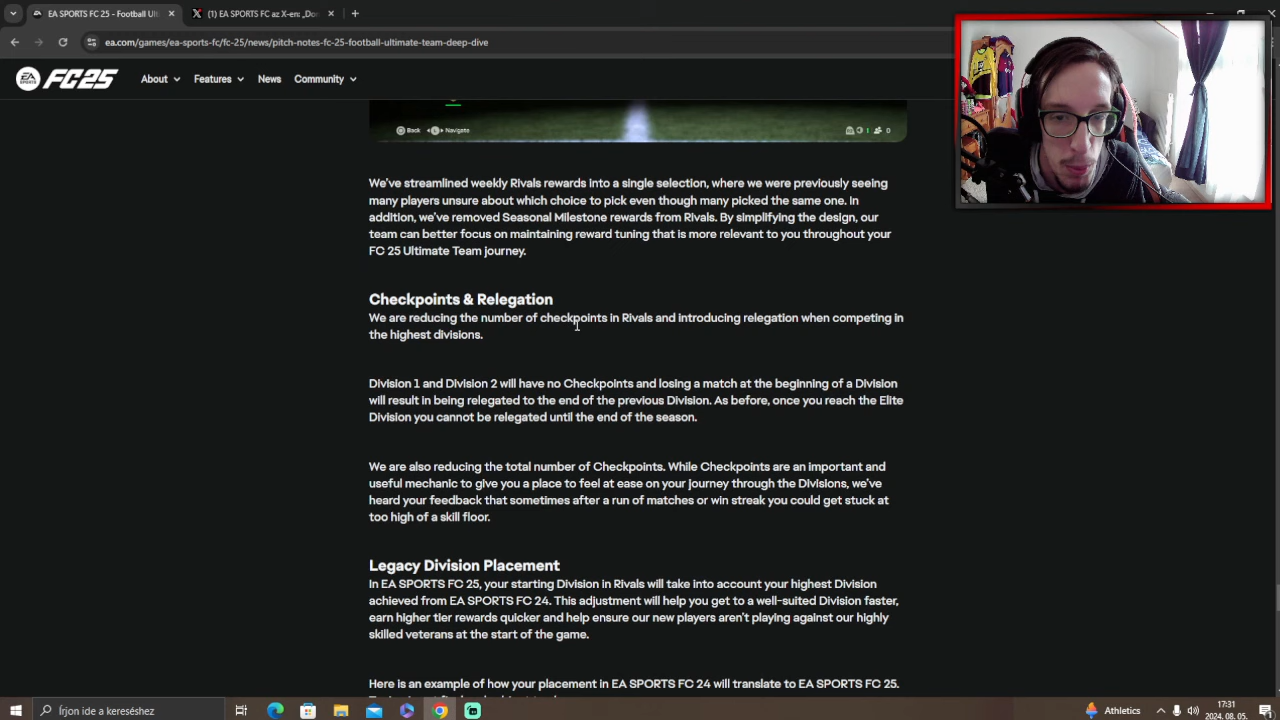 EA SPORTS FC 25 - Football Ulti
(1) EA SPORTS FC az X-en: „Don
ea.com/games/ea-sports-fc/fc-25/news/pitch-notes-fc-25-football-ultimate-team-deep-dive
EA SPORTS FC25 About Features News Community
Back Navigate 1 0
We've streamlined weekly Rivals rewards into a single selection, where we were previously seeing
many players unsure about which choice to pick even though many picked the same one. In
addition, we've removed Seasonal Milestone rewards from Rivals. By simplifying the design, our
team can better focus on maintaining reward tuning that is more relevant to you throughout your
FC 25 Ultimate Team journey.
Checkpoints & Relegation
We are reducing the number of checkpoints in Rivals and introducing relegation when competing in
the highest divisions.
Division 1 and Division 2 will have no Checkpoints and losing a match at the beginning of a Division
will result in being relegated to the end of the previous Division. As before, once you reach the Elite
Division you cannot be relegated until the end of the season.
We are also reducing the total number of Checkpoints. While Checkpoints are an important and
useful mechanic to give you a place to feel at ease on your journey through the Divisions, we've
heard your feedback that sometimes after a run of matches or win streak you could get stuck at
too high of a skill floor.
Legacy Division Placement
In EA SPORTS FC 25, your starting Division in Rivals will take into account your highest Division
achieved from EA SPORTS FC 24. This adjustment will help you get to a well-suited Division faster,
earn higher tier rewards quicker and help ensure our new players aren't playing against our highly
skilled veterans at the start of the game.
Here is an example of how your placement in EA SPORTS FC 24 will translate to EA SPORTS FC 25.
Írjon ide a kereséshez
Athletics
17:31
2024. 08. 05.